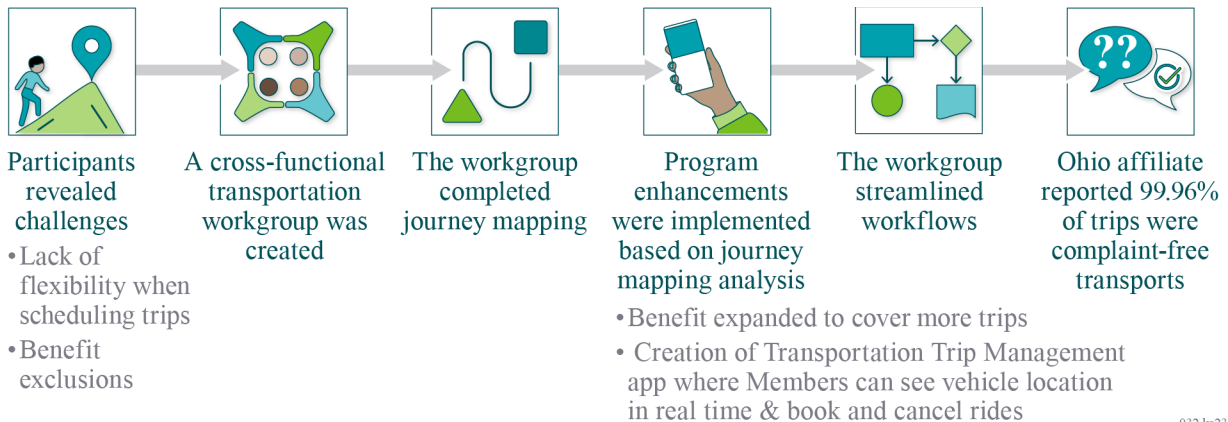 ??
Participants
revealed
challenges
• Lack of
flexibility when
scheduling trips
• Benefit
exclusions
A cross-functional
transportation
workgroup was
created
The workgroup
completed
journey mapping
Program
enhancements
were implemented
based on journey
mapping analysis
• Benefit expanded to cover more trips
• Creation of Transportation Trip Management
app where Members can see vehicle location
in real time & book and cancel rides
The workgroup
streamlined
workflows
Ohio affiliate
reported 99.96%
of trips were
complaint-free
transports